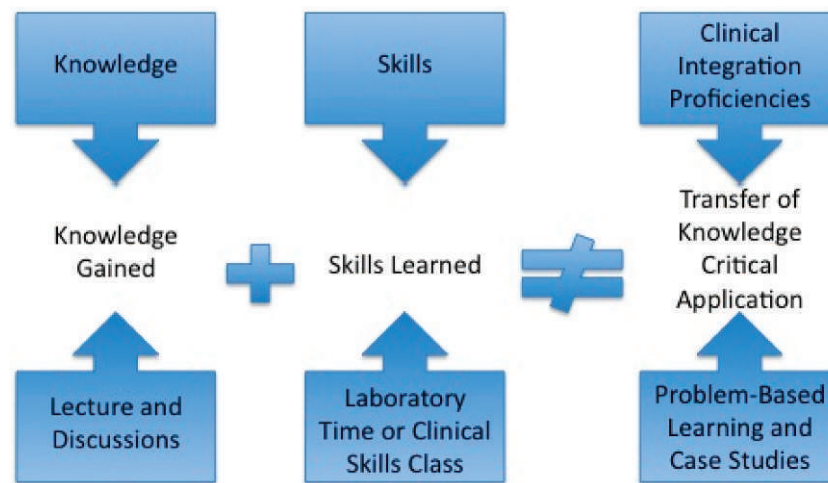 Knowledge
Skills
Clinical
Integration
Proficiencies
Knowledge
Gained
+
Skills Learned
≠
Transfer of
Knowledge
Critical
Application
Lecture and
Discussions
Laboratory
Time or Clinical
Skills Class
Problem-Based
Learning and
Case Studies